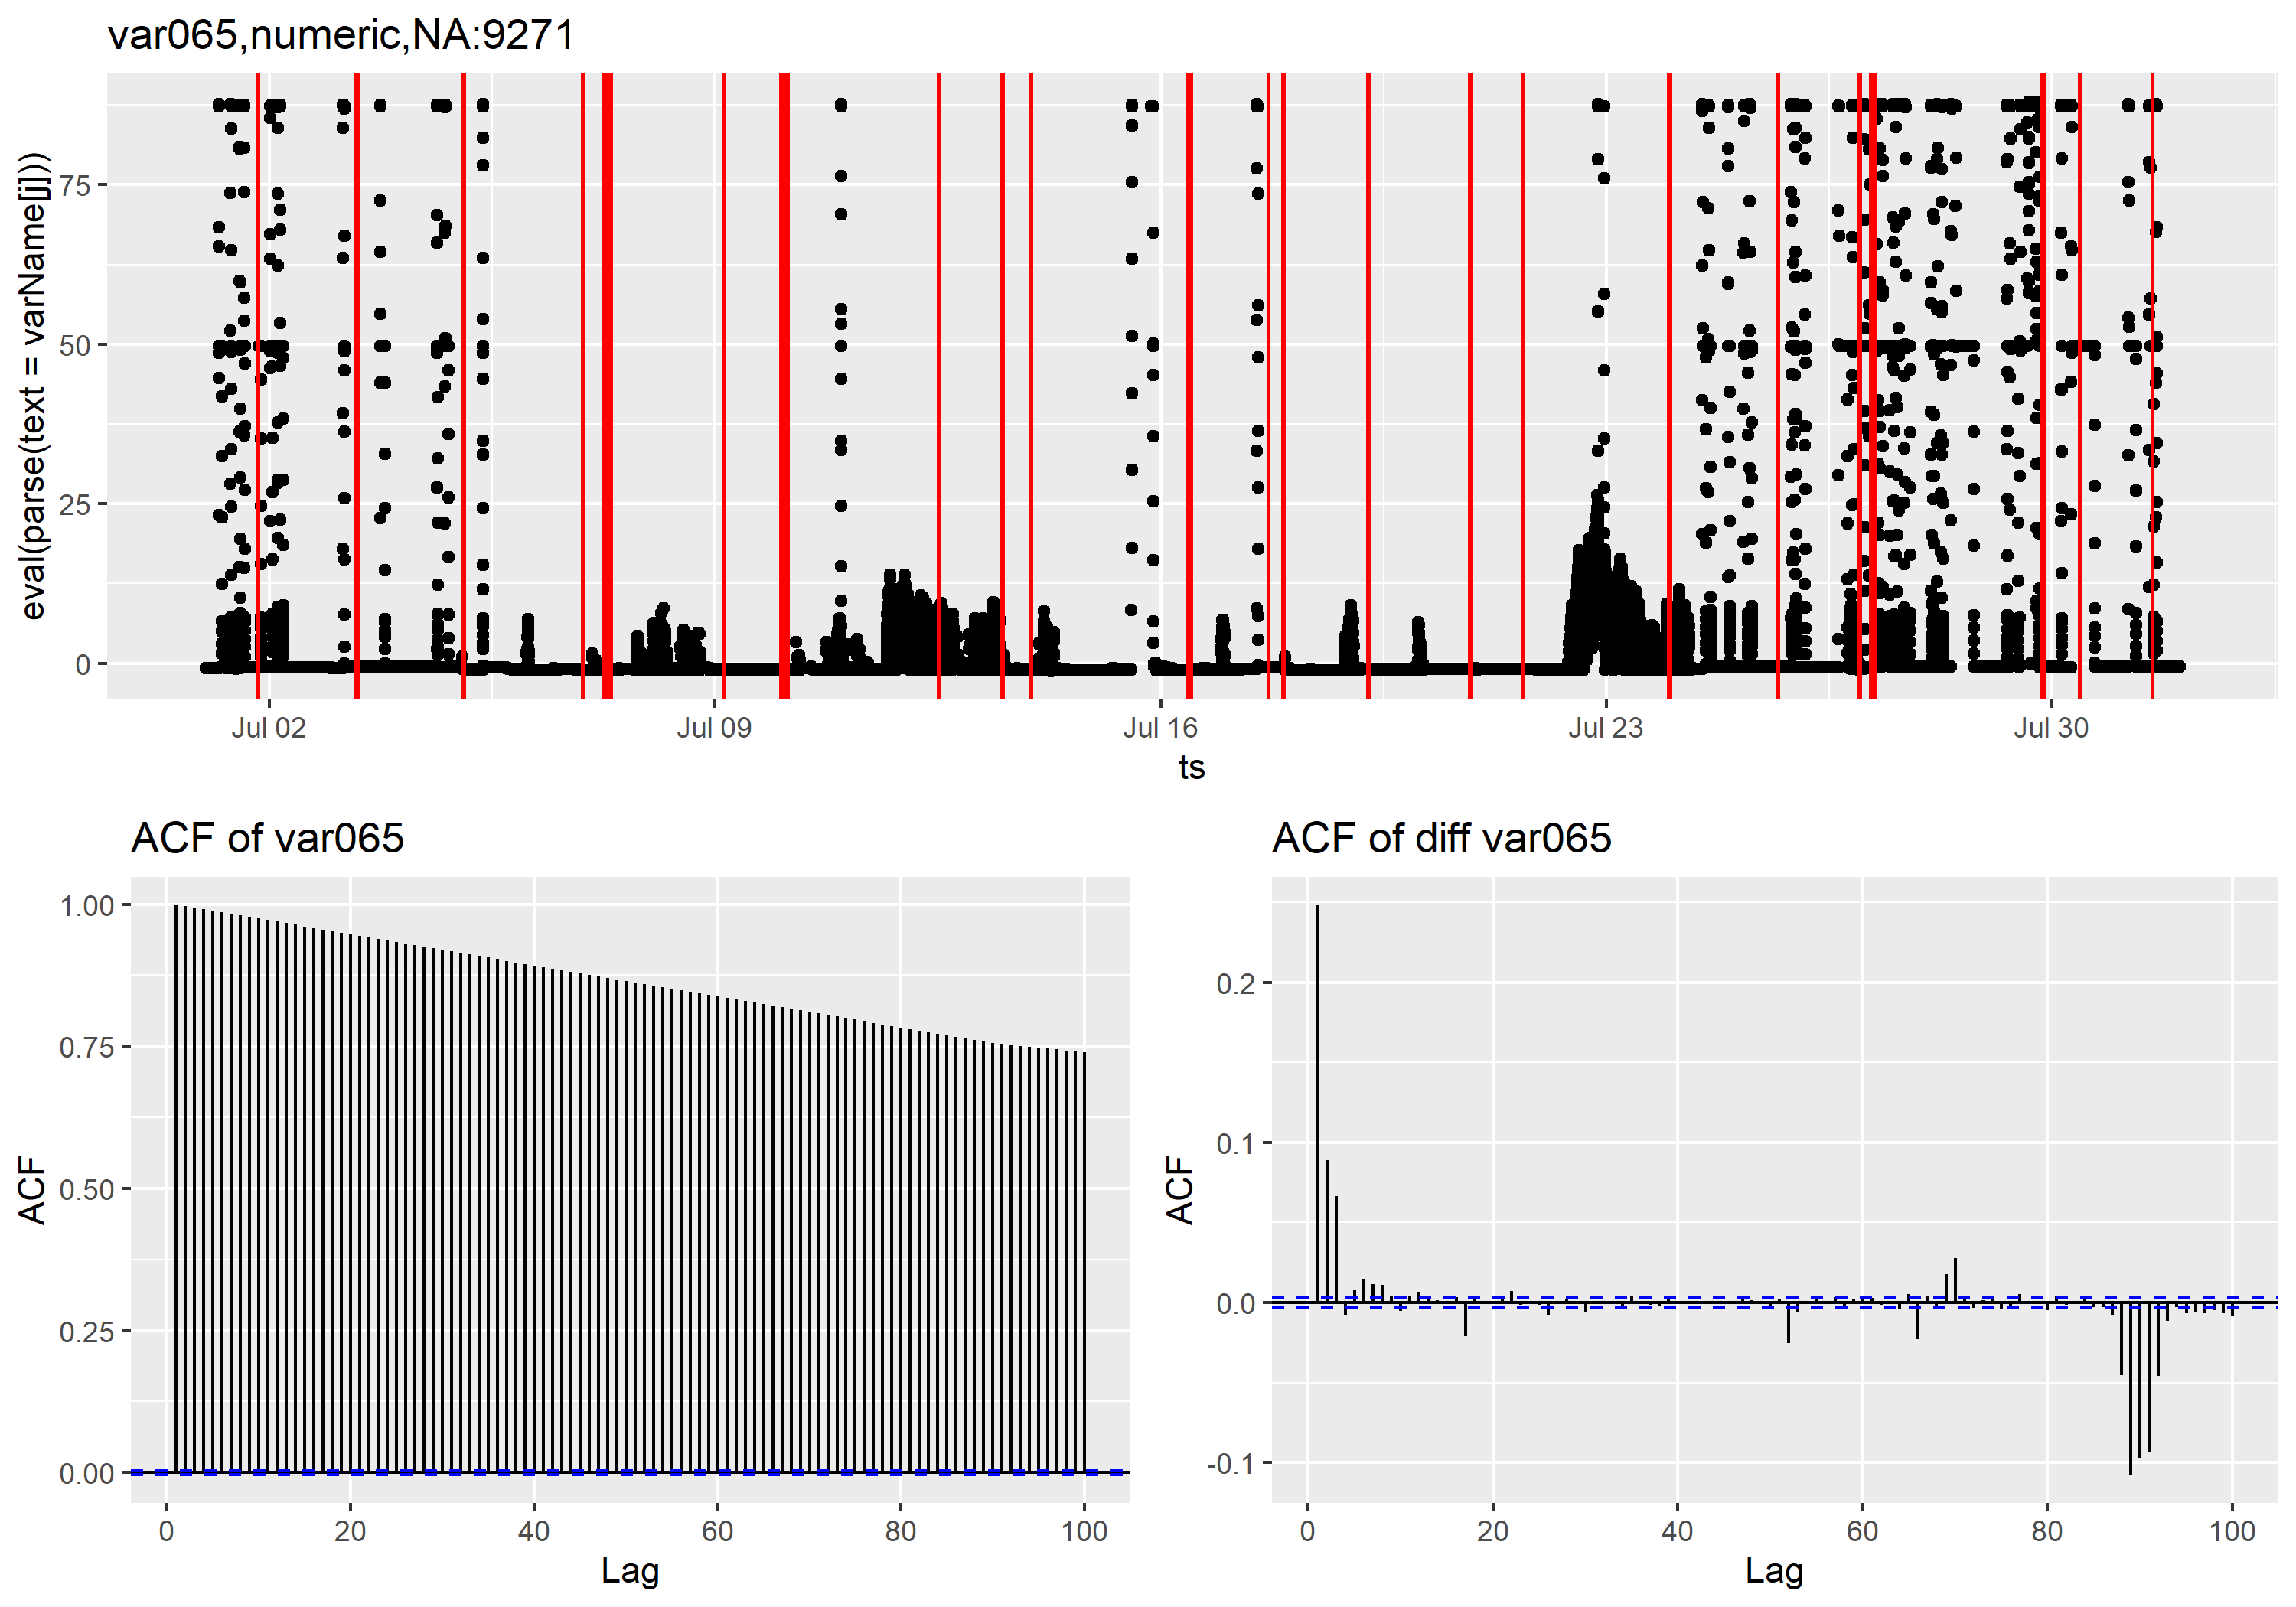 var065,numeric,NA:9271
eval(parse(text = varName[j]))
75
50
25
0
Jul 02
Jul 09
Jul 16
Jul 23
Jul 30
ts
ACF of var065
ACF
1.00
0.75
0.50
0.25
0.00
0
20
40
60
80
100
Lag
ACF of diff var065
ACF
0.2
0.1
0.0
-0.1
0
20
40
60
80
100
Lag